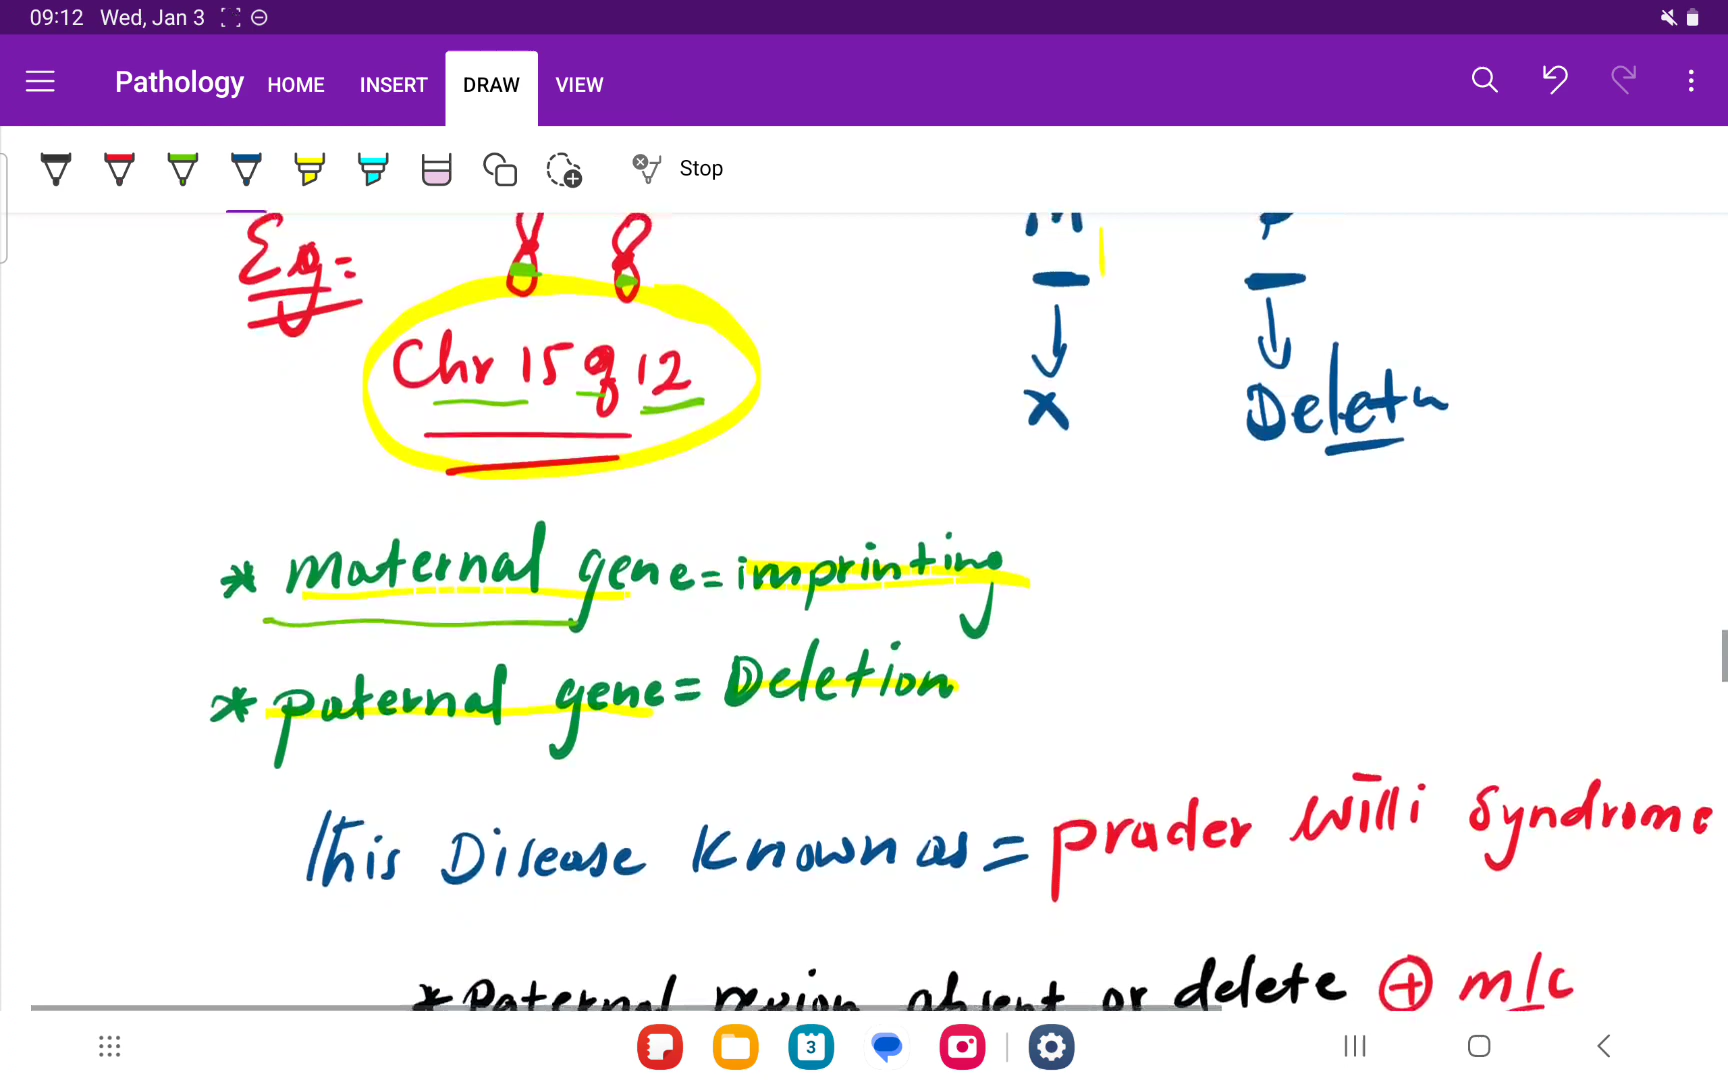 09:12 Wed, Jan 3
Pathology HOME INSERT DRAW VIEW
Stop
Eg:
M P
Chr 15 q 12
X Deletn
* maternal gene = imprinting
* paternal gene = Deletion
This Disease Known as = prader willi syndrome
* Paternal region absent or delete ⊕ m/c
3